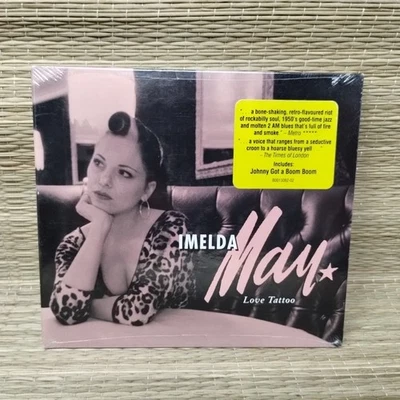 " a bone-shaking, retro-flavoured riot
of rockabilly soul, 1950's good-time jazz
and molten 2 AM blues that's full of fire
and smoke" - Metro *****
" a voice that ranges from a seductive
croon to a hoarse bluesy yell
- The Times of London
Includes:
Johnny Got a Boom Boom
IMELDA
May
Love Tattoo